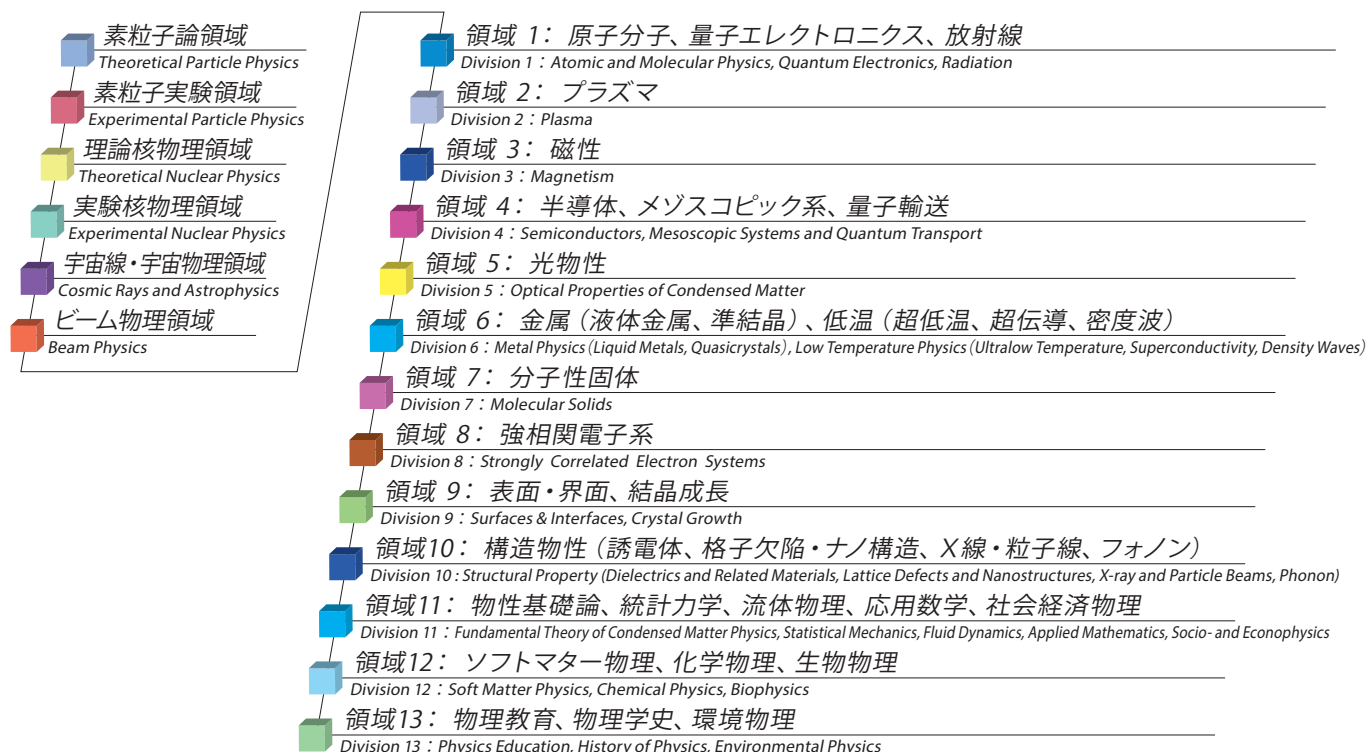 素粒子論領域
Theoretical Particle Physics
素粒子実験領域
Experimental Particle Physics
理論核物理領域
Theoretical Nuclear Physics
実験核物理領域
Experimental Nuclear Physics
宇宙線・宇宙物理領域
Cosmic Rays and Astrophysics
ビーム物理領域
Beam Physics
領域 1： 原子分子、量子エレクトロニクス、放射線
Division 1：Atomic and Molecular Physics, Quantum Electronics, Radiation
領域 2： プラズマ
Division 2：Plasma
領域 3： 磁性
Division 3：Magnetism
領域 4： 半導体、メゾスコピック系、量子輸送
Division 4：Semiconductors, Mesoscopic Systems and Quantum Transport
領域 5： 光物性
Division 5：Optical Properties of Condensed Matter
領域 6： 金属（液体金属、準結晶）、低温（超低温、超伝導、密度波）
Division 6：Metal Physics（Liquid Metals, Quasicrystals）, Low Temperature Physics（Ultralow Temperature, Superconductivity, Density Waves）
領域 7： 分子性固体
Division 7：Molecular Solids
領域 8： 強相関電子系
Division 8：Strongly Correlated Electron Systems
領域 9： 表面・界面、結晶成長
Division 9：Surfaces & Interfaces, Crystal Growth
領域10： 構造物性（誘電体、格子欠陥・ナノ構造、X線・粒子線、フォノン）
Division 10 : Structural Property (Dielectrics and Related Materials, Lattice Defects and Nanostructures, X-ray and Particle Beams, Phonon)
領域11： 物性基礎論、統計力学、流体物理、応用数学、社会経済物理
Division 11：Fundamental Theory of Condensed Matter Physics, Statistical Mechanics, Fluid Dynamics, Applied Mathematics, Socio- and Econophysics
領域12： ソフトマター物理、化学物理、生物物理
Division 12：Soft Matter Physics, Chemical Physics, Biophysics
領域13： 物理教育、物理学史、環境物理
Division 13：Physics Education, History of Physics, Environmental Physics